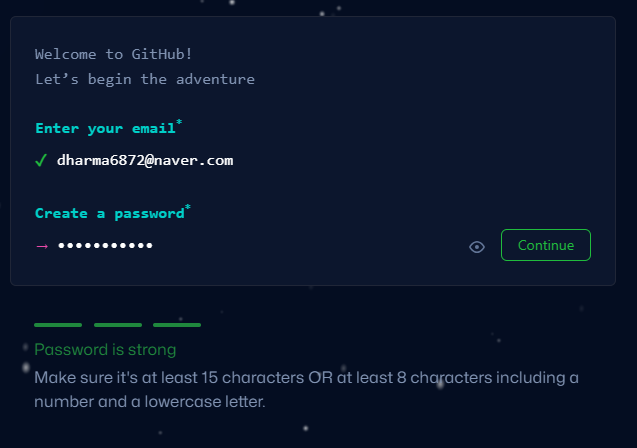 Welcome to GitHub!
Let’s begin the adventure
Enter your email*
✓ dharma6872@naver.com
Create a password*
→ •••••••••••
Continue
Password is strong
Make sure it's at least 15 characters OR at least 8 characters including a
number and a lowercase letter.